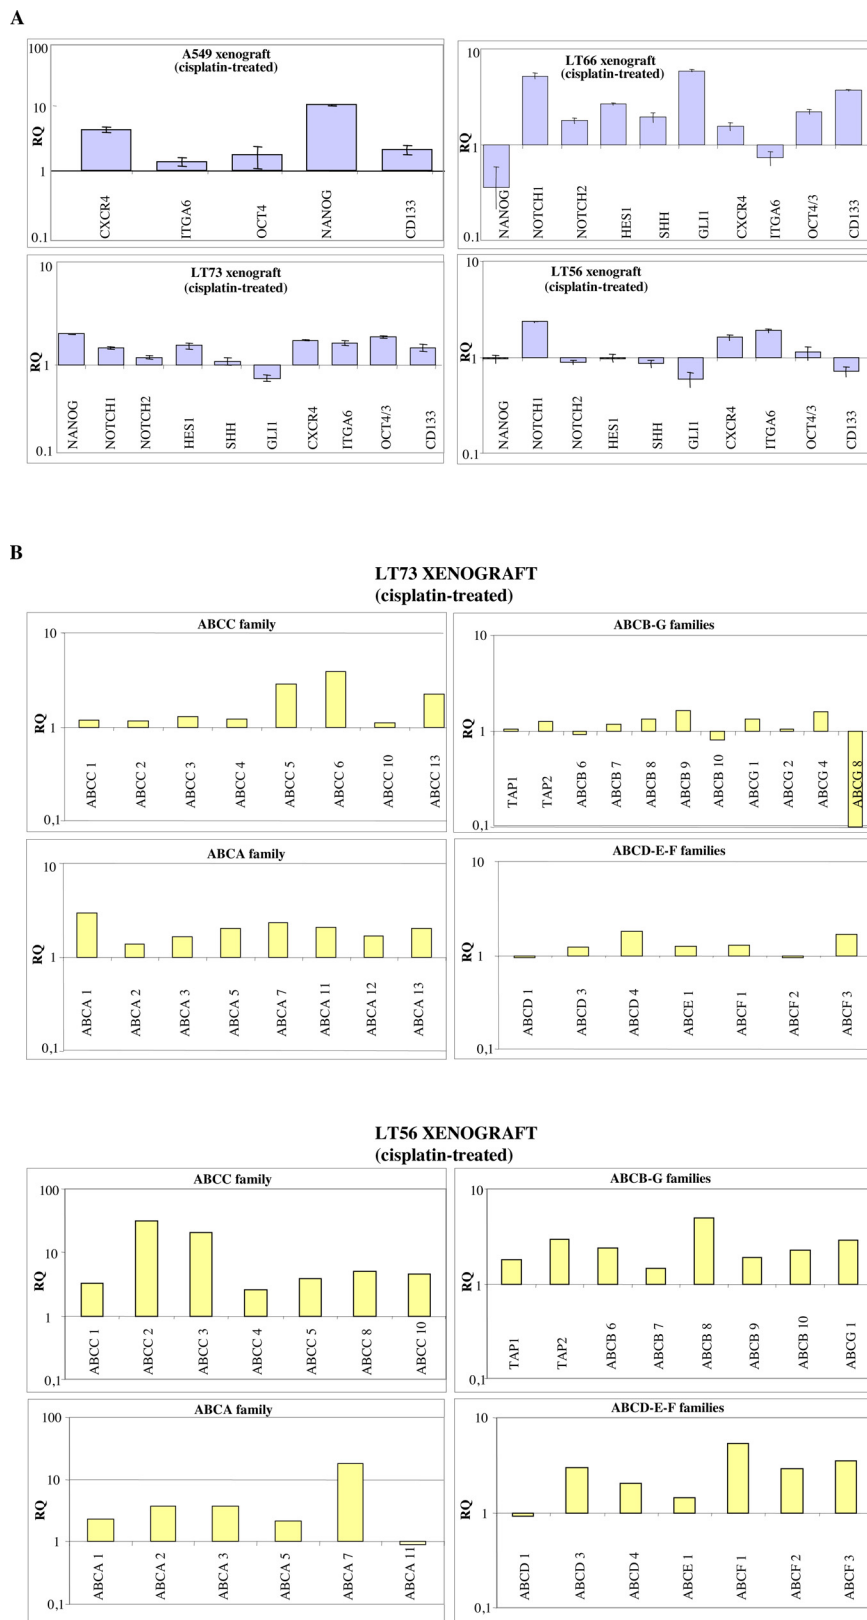 A
A549 xenograft
(cisplatin-treated)
100
10
1
0.1
RQ
CXCR4
ITGA6
OCT4
NANOG
CD133
LT66 xenograft
(cisplatin-treated)
10
1
0.1
RQ
NANOG
NOTCH1
NOTCH2
HES1
SHH
GLI1
CXCR4
ITGA6
OCT4/3
CD133
LT73 xenograft
(cisplatin-treated)
10
1
0.1
RQ
NANOG
NOTCH1
NOTCH2
HES1
SHH
GLI1
CXCR4
ITGA6
OCT4/3
CD133
LT56 xenograft
(cisplatin-treated)
10
1
0.1
RQ
NANOG
NOTCH1
NOTCH2
HES1
SHH
GLI1
CXCR4
ITGA6
OCT4/3
CD133
B
LT73 XENOGRAFT
(cisplatin-treated)
ABCC family
10
1
0,1
RQ
ABCC 1
ABCC 2
ABCC 3
ABCC 4
ABCC 5
ABCC 6
ABCC 10
ABCC 13
ABCB-G families
10
1
0,1
RQ
TAP1
TAP2
ABCB 6
ABCB 7
ABCB 8
ABCB 9
ABCB 10
ABCG 1
ABCG 2
ABCG 4
ABCG 8
ABCA family
10
1
0,1
RQ
ABCA 1
ABCA 2
ABCA 3
ABCA 5
ABCA 7
ABCA 11
ABCA 12
ABCA 13
ABCD-E-F families
10
1
0,1
RQ
ABCD 1
ABCD 3
ABCD 4
ABCE 1
ABCF 1
ABCF 2
ABCF 3
LT56 XENOGRAFT
(cisplatin-treated)
ABCC family
100
10
1
0,1
RQ
ABCC 1
ABCC 2
ABCC 3
ABCC 4
ABCC 5
ABCC 8
ABCC 10
ABCB-G families
10
1
0,1
RQ
TAP1
TAP2
ABCB 6
ABCB 7
ABCB 8
ABCB 9
ABCB 10
ABCG 1
ABCA family
100
10
1
0,1
RQ
ABCA 1
ABCA 2
ABCA 3
ABCA 5
ABCA 7
ABCA 11
ABCD-E-F families
10
1
0,1
RQ
ABCD 1
ABCD 3
ABCD 4
ABCE 1
ABCF 1
ABCF 2
ABCF 3